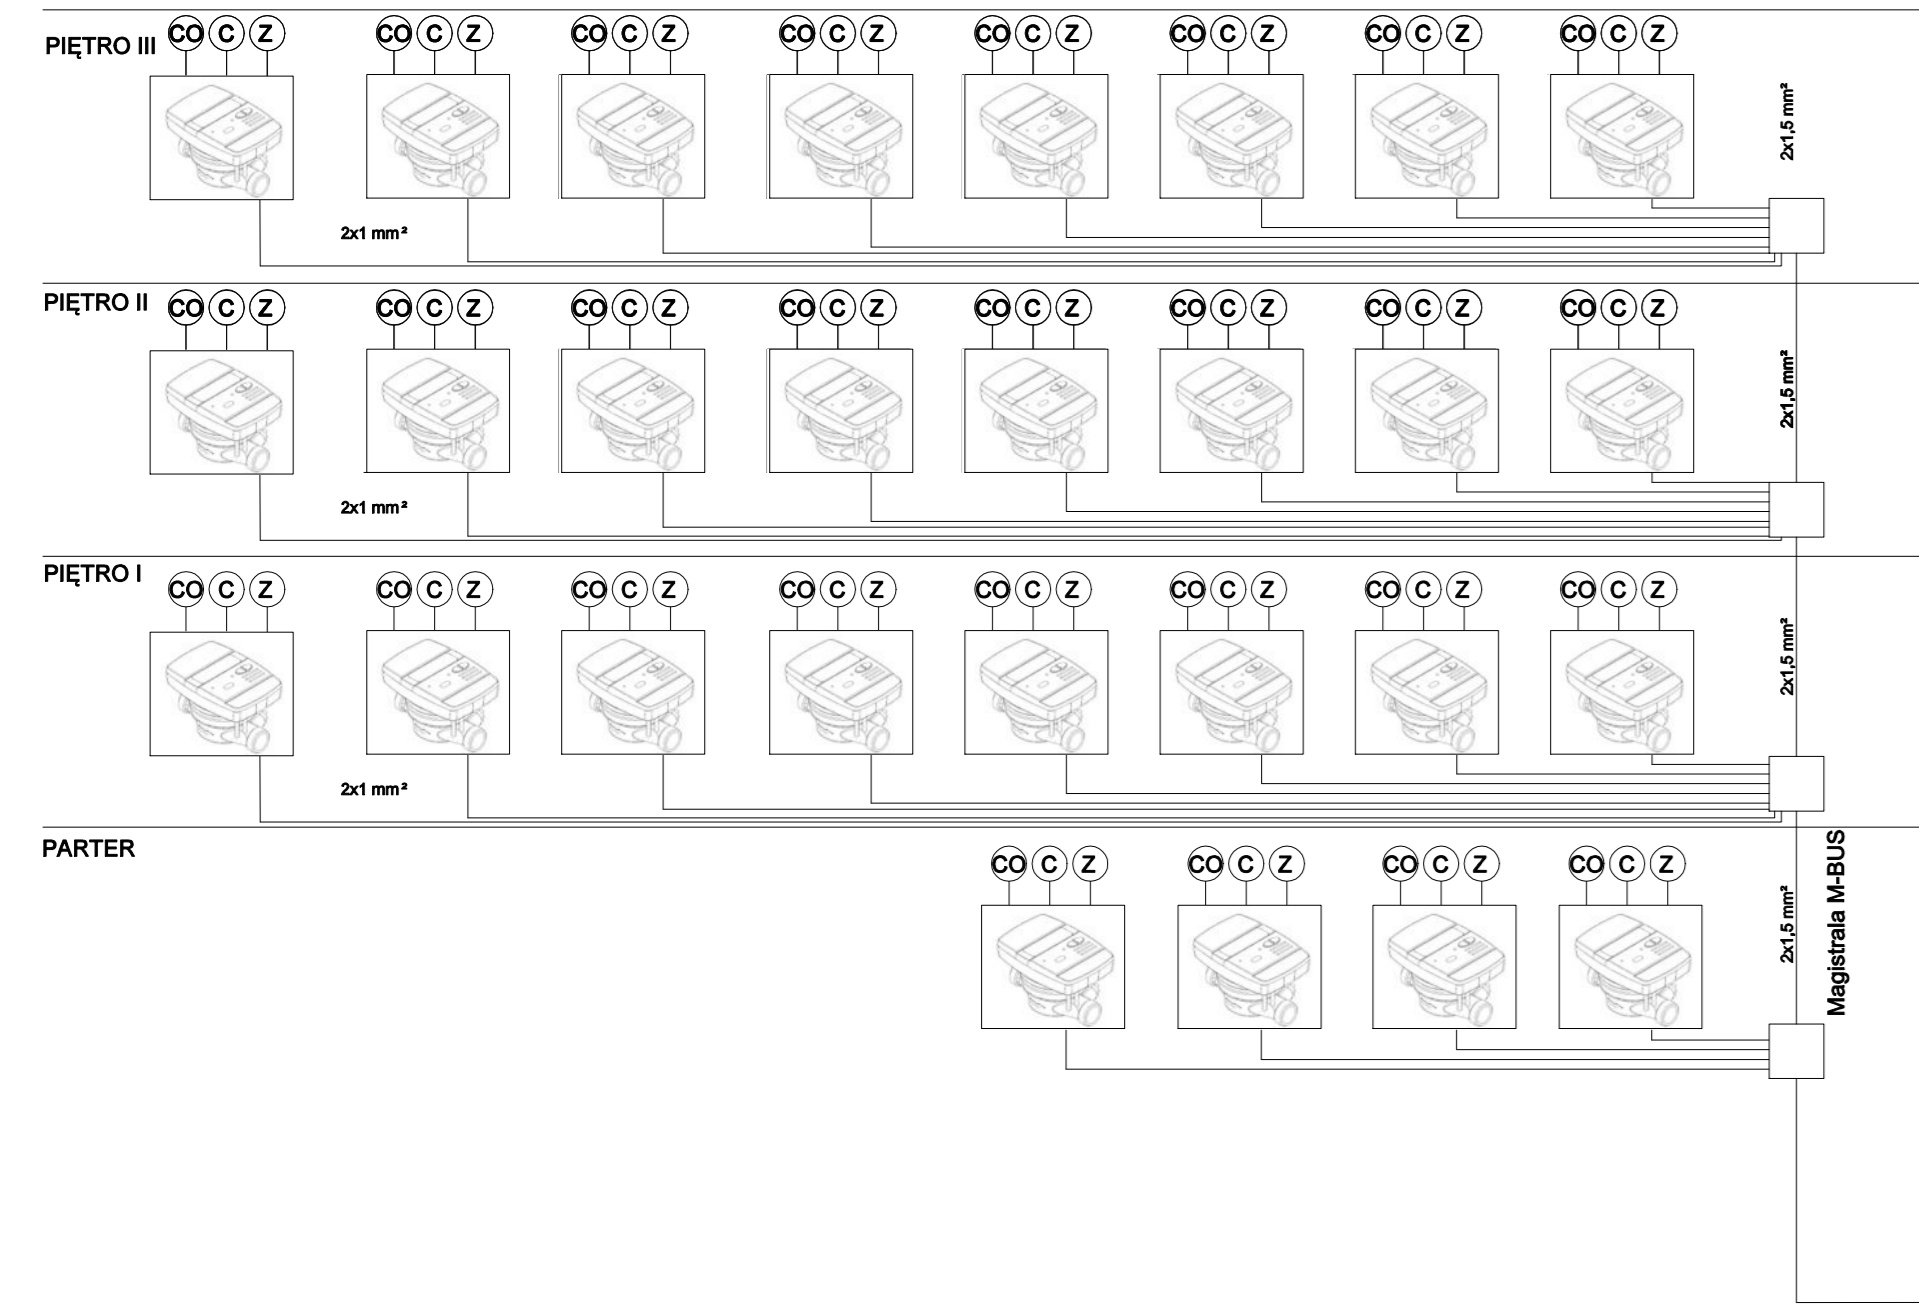 PIĘTRO III CO C Z CO C Z CO C Z CO C Z CO C Z CO C Z CO C Z CO C Z
2x1,5 mm²
2x1 mm²
PIĘTRO II CO C Z CO C Z CO C Z CO C Z CO C Z CO C Z CO C Z CO C Z
2x1,5 mm²
2x1 mm²
PIĘTRO I CO C Z CO C Z CO C Z CO C Z CO C Z CO C Z CO C Z CO C Z
2x1,5 mm²
2x1 mm²
PARTER
CO C Z CO C Z CO C Z CO C Z
2x1,5 mm²
Magistrala M-BUS